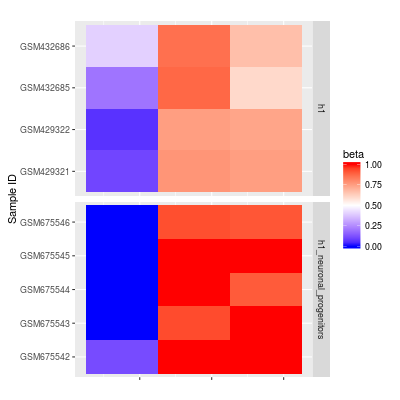 GSM432686
GSM432685
GSM429322
GSM429321
h1
GSM675546
GSM675545
GSM675544
GSM675543
GSM675542
h1_neuronal_progenitors
Sample ID
beta
1.00
0.75
0.50
0.25
0.00